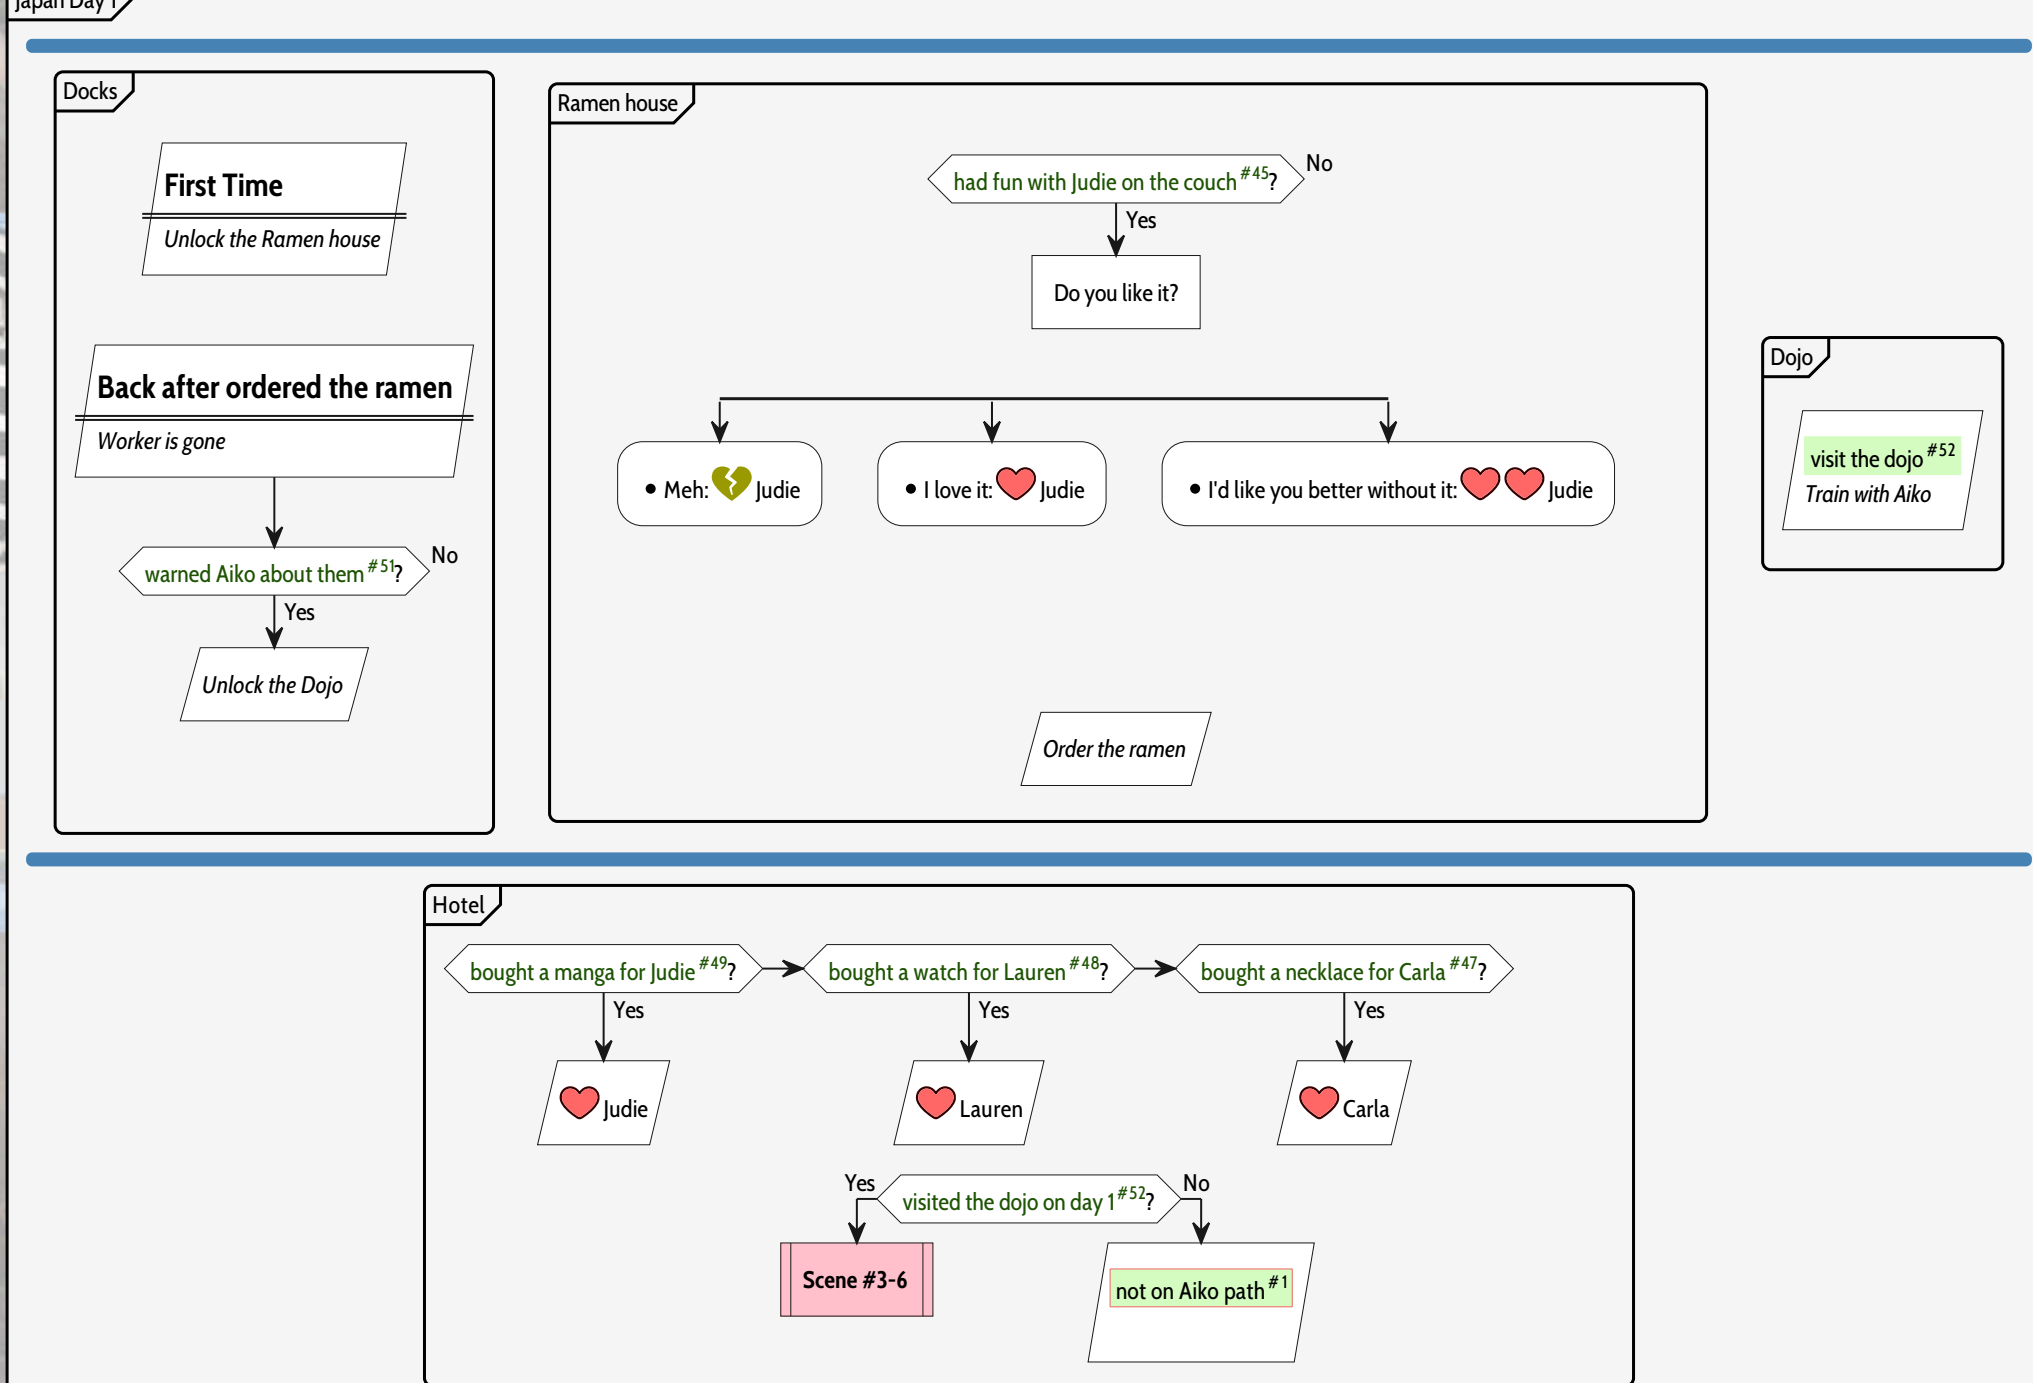 Japan Day 1
Docks
First Time
Unlock the Ramen house
Back after ordered the ramen
Worker is gone
warned Aiko about them #51?
No
Yes
Unlock the Dojo
Ramen house
had fun with Judie on the couch #45?
No
Yes
Do you like it?
• Meh: Judie
• I love it: Judie
• I'd like you better without it: Judie
Order the ramen
Dojo
visit the dojo #52
Train with Aiko
Hotel
bought a manga for Judie #49?
bought a watch for Lauren #48?
bought a necklace for Carla #47?
Yes
Yes
Yes
Judie
Lauren
Carla
Yes
visited the dojo on day 1 #52?
No
Scene #3-6
not on Aiko path #1